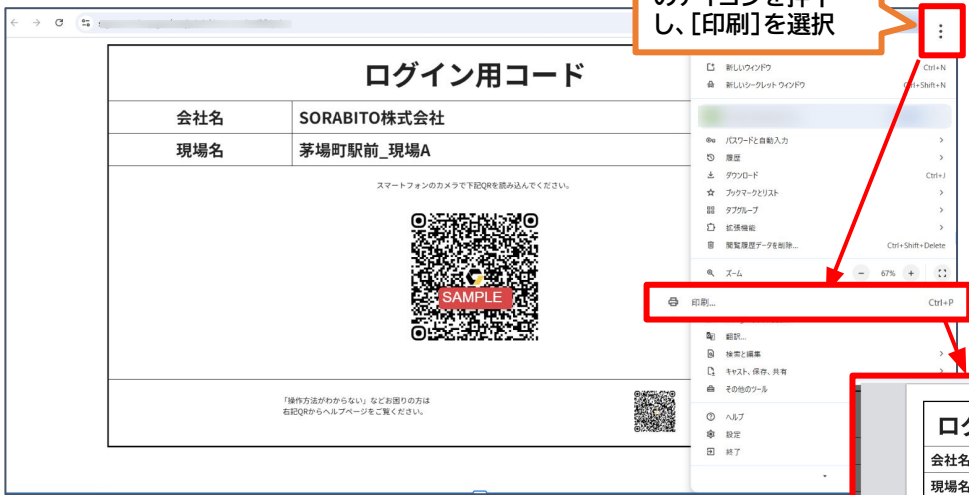 し、[印刷]を選択
ログイン用コード
会社名 SORABITO株式会社
現場名 茅場町駅前_現場A
スマートフォンのカメラで下記QRを読み込んでください。
SAMPLE
「操作方法がわからない」などお困りの方は
右記QRからヘルプページをご覧ください。
新しいウィンドウ Ctrl+N
新しいシークレット ウィンドウ Ctrl+Shift+N
パスワードと自動入力
履歴
ダウンロード Ctrl+J
ブックマークとリスト
タブグループ
拡張機能
閲覧履歴データを削除... Ctrl+Shift+Delete
ズーム - 67% +
印刷... Ctrl+P
翻訳...
検索と編集
キャスト、保存、共有
その他のツール
ヘルプ
設定
終了
会社名
現場名